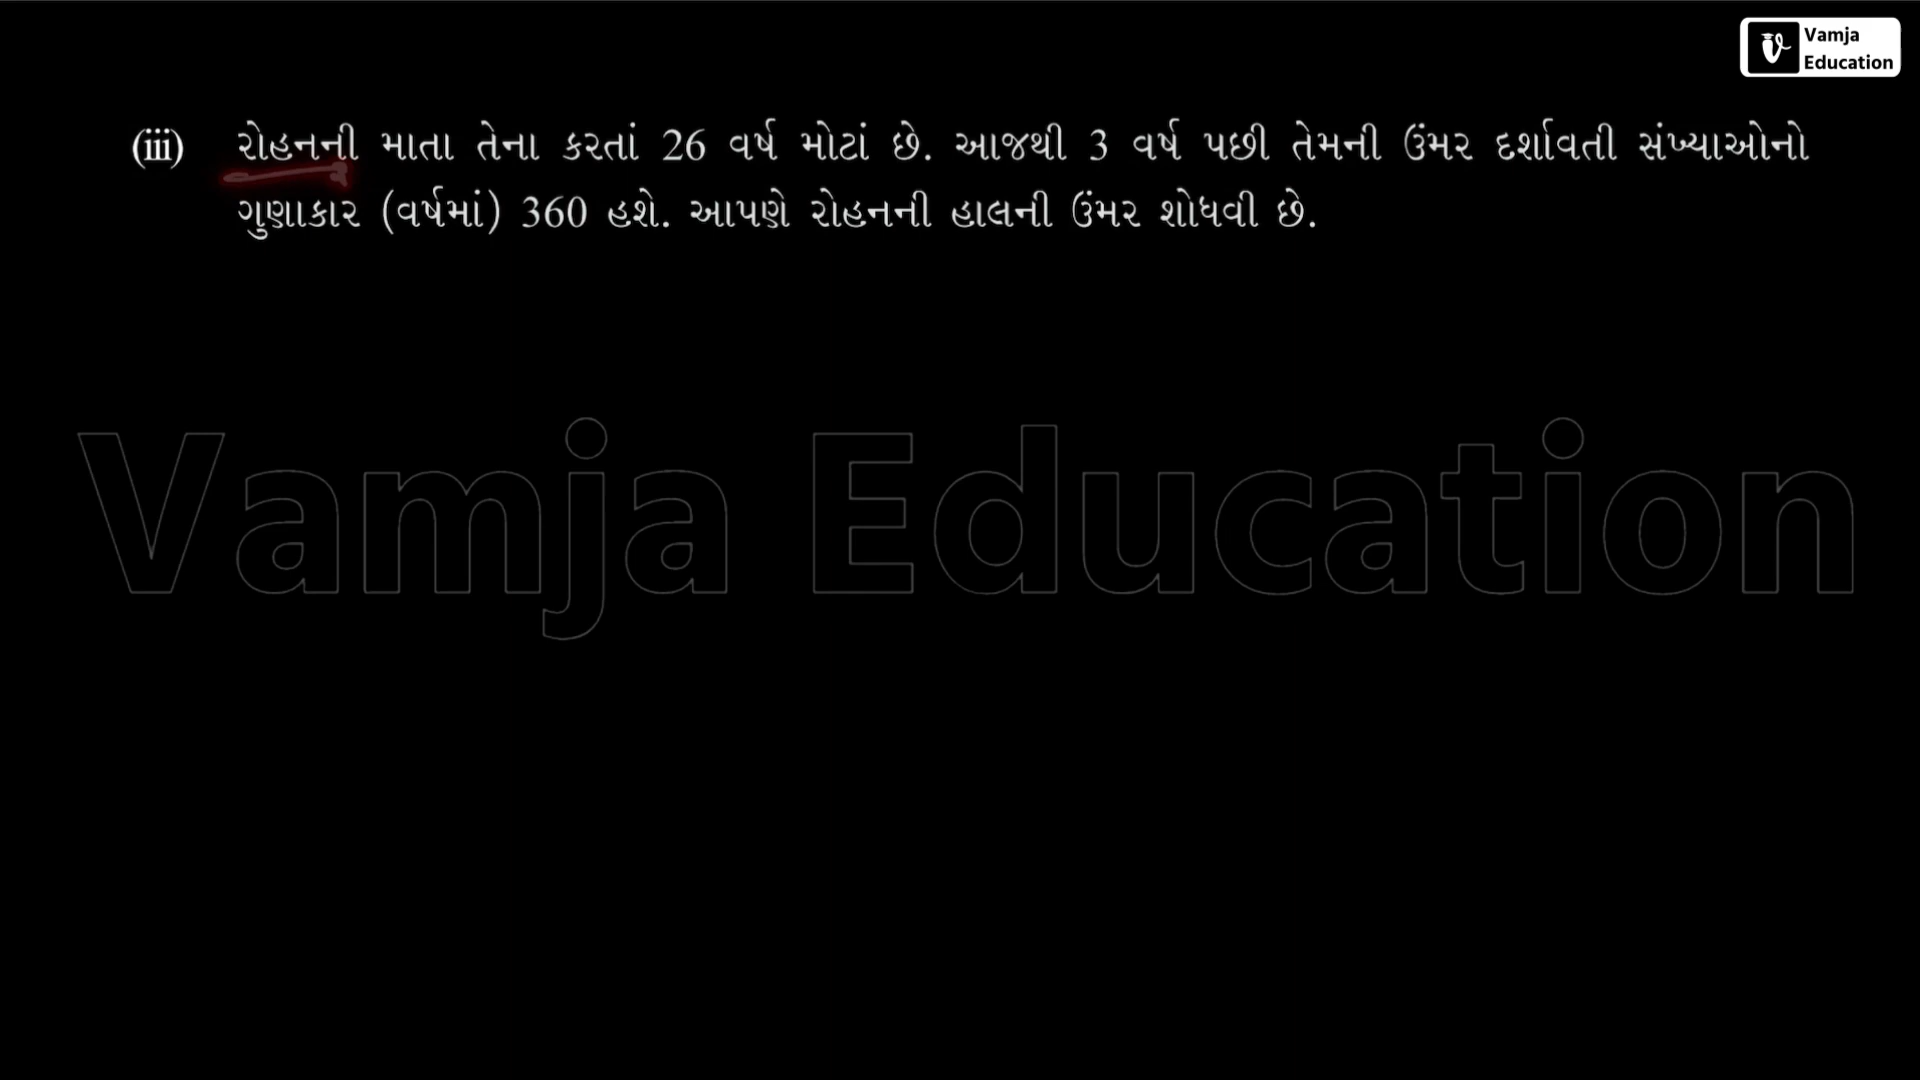 Vamja
Education
(iii) રોહનની માતા તેના કરતાં 26 વર્ષ મોટાં છે. આજથી 3 વર્ષ પછી તેમની ઉંમર દર્શાવતી સંખ્યાઓનો
ગુણાકાર (વર્ષમાં) 360 હશે. આપણે રોહનની હાલની ઉંમર શોધવી છે.
Vamja Education